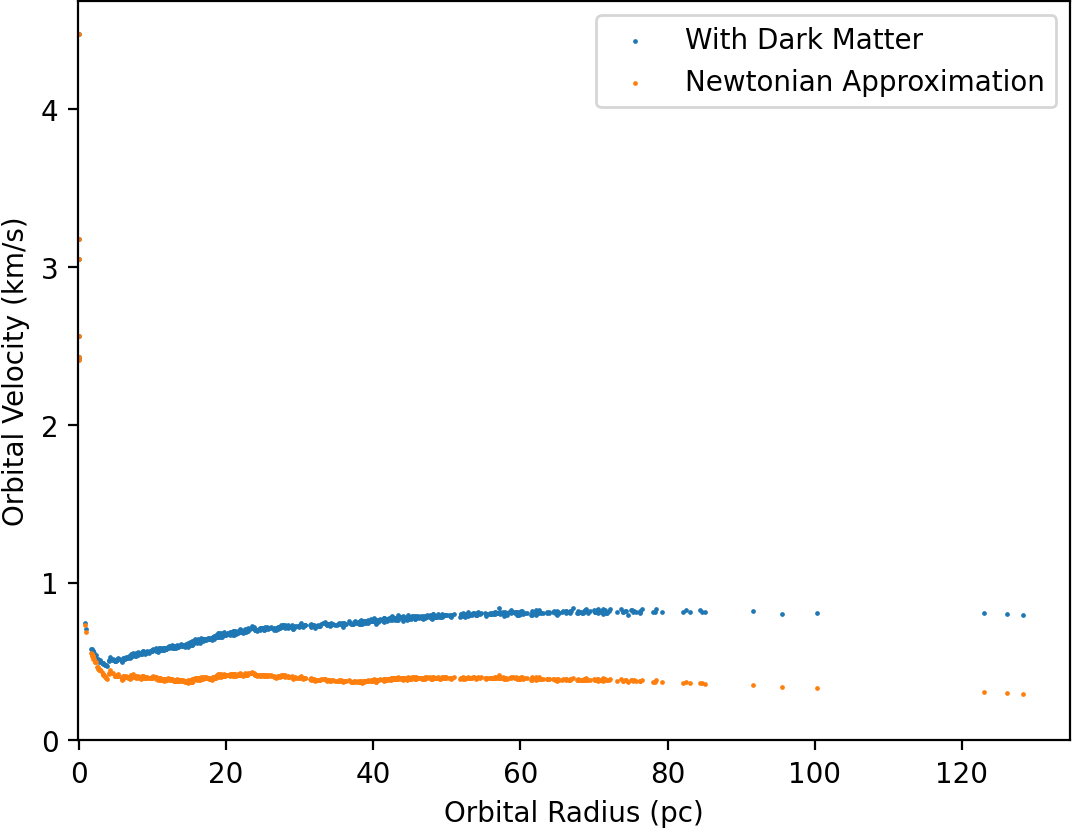 With Dark Matter
Newtonian Approximation
Orbital Velocity (km/s)
4
3
2
1
0
0 20 40 60 80 100 120
Orbital Radius (pc)